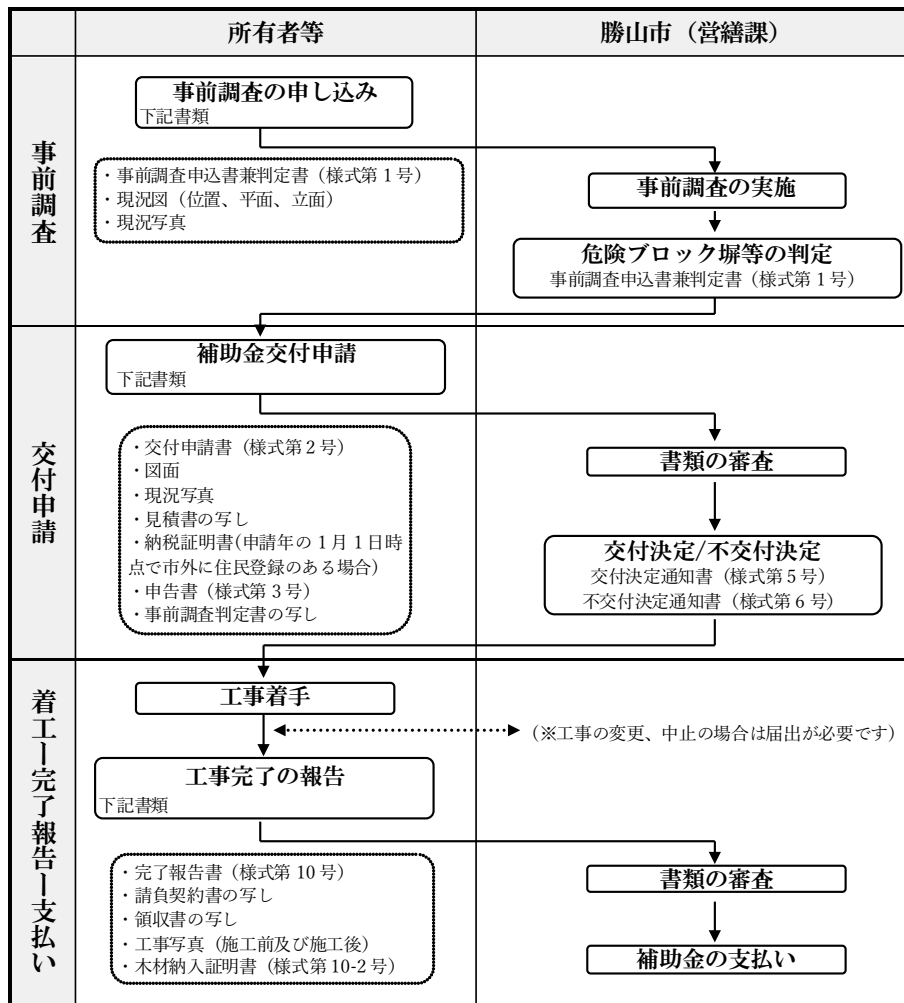 所有者等
勝山市（営繕課）
事前調査
事前調査の申し込み
下記書類
・事前調査申込書兼判定書（様式第１号）
・現況図（位置、平面、立面）
・現況写真
事前調査の実施
危険ブロック塀等の判定
事前調査申込書兼判定書（様式第１号）
交付申請
補助金交付申請
下記書類
・交付申請書（様式第２号）
・図面
・現況写真
・見積書の写し
・納税証明書(申請年の１月１日時
点で市外に住民登録のある場合)
・申告書（様式第３号）
・事前調査判定書の写し
書類の審査
交付決定/不交付決定
交付決定通知書（様式第５号）
不交付決定通知書（様式第６号）
着工ー完了報告ー支払い
工事着手
（※工事の変更、中止の場合は届出が必要です）
工事完了の報告
下記書類
・完了報告書（様式第 10 号）
・請負契約書の写し
・領収書の写し
・工事写真（施工前及び施工後）
・木材納入証明書（様式第10-2号）
書類の審査
補助金の支払い